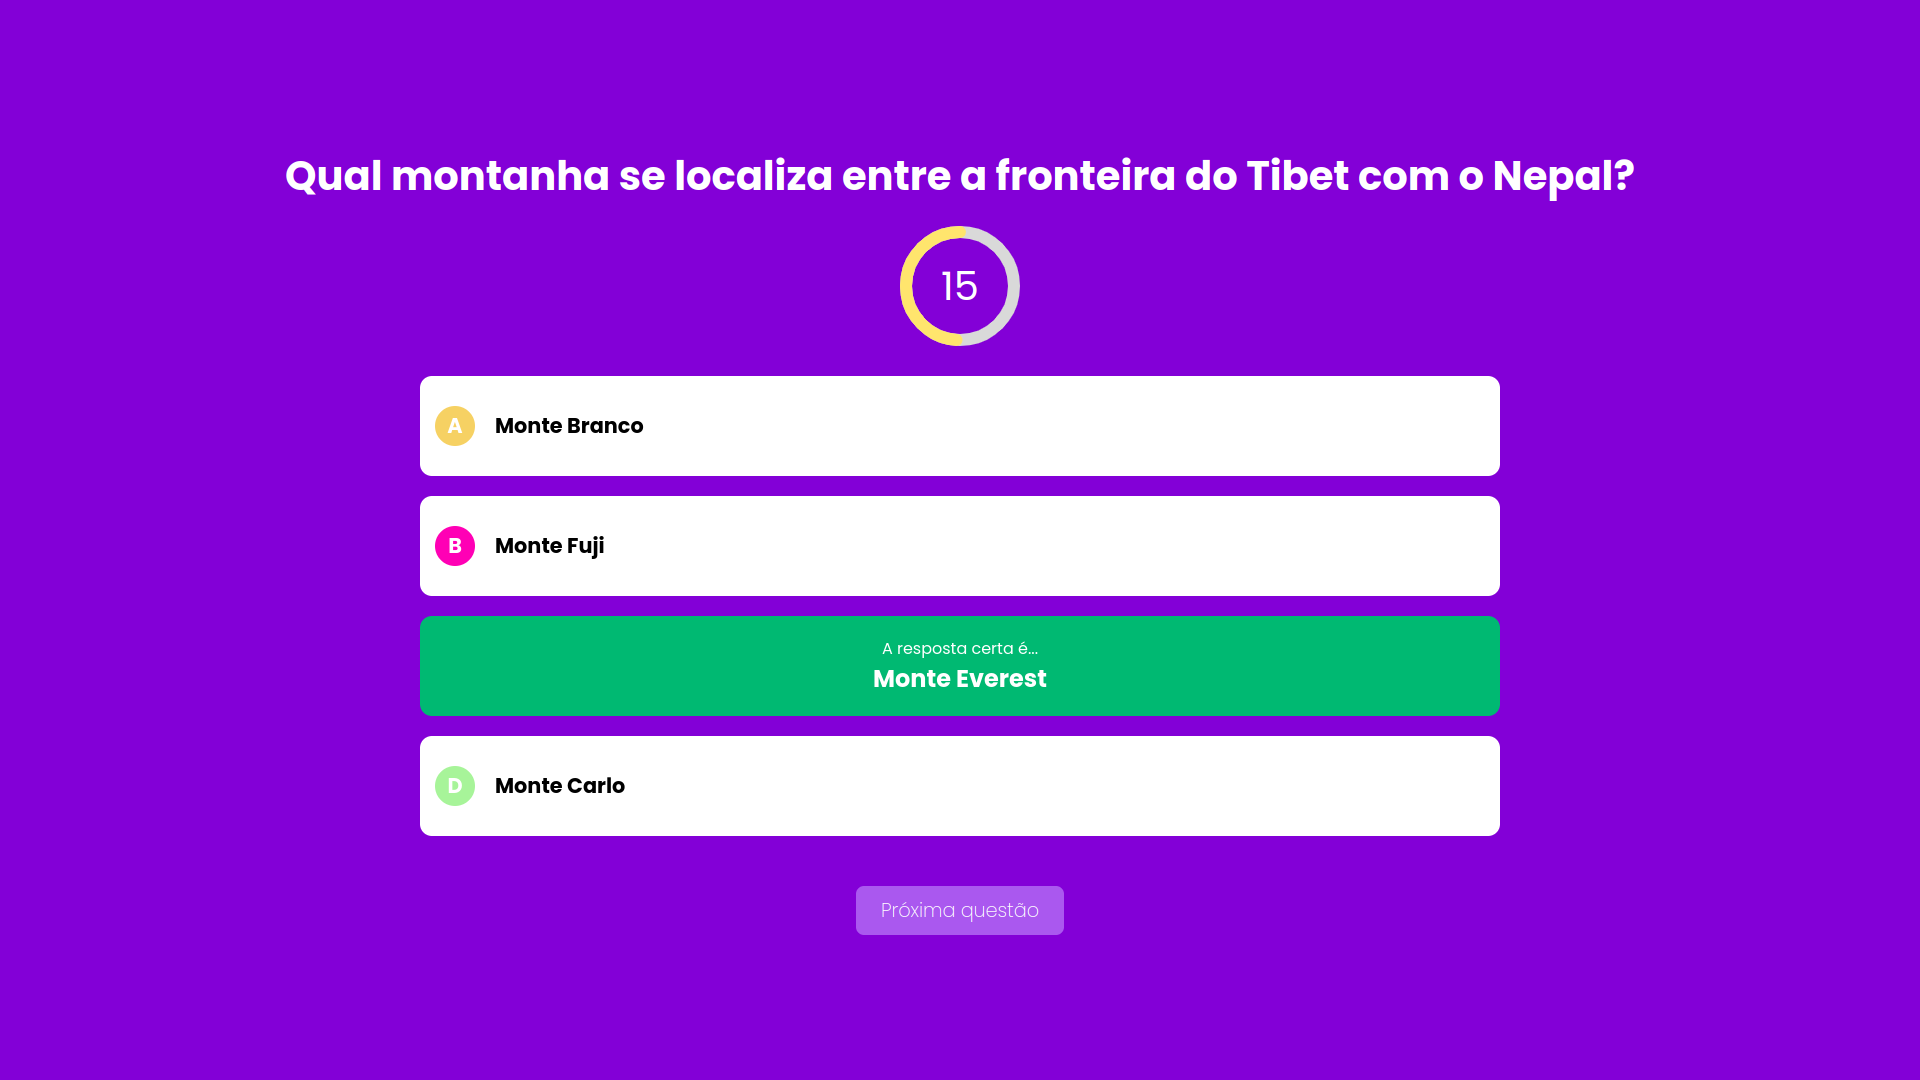 Qual montanha se localiza entre a fronteira do Tibet com o Nepal?
15
A Monte Branco
B Monte Fuji
A resposta certa é...
Monte Everest
D Monte Carlo
Próxima questão